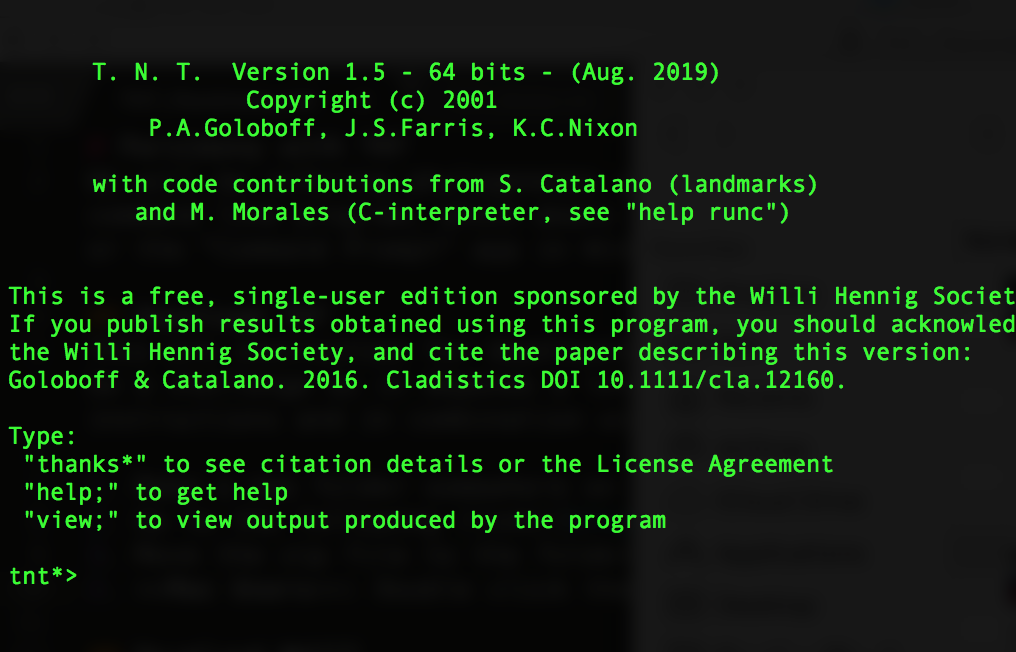 T. N. T. Version 1.5 - 64 bits - (Aug. 2019)
Copyright (c) 2001
P.A.Goloboff, J.S.Farris, K.C.Nixon
with code contributions from S. Catalano (landmarks)
and M. Morales (C-interpreter, see "help runc")
This is a free, single-user edition sponsored by the Willi Hennig Societ
If you publish results obtained using this program, you should acknowled
the Willi Hennig Society, and cite the paper describing this version:
Goloboff & Catalano. 2016. Cladistics DOI 10.1111/cla.12160.
Type:
"thanks*" to see citation details or the License Agreement
"help;" to get help
"view;" to view output produced by the program
tnt*>